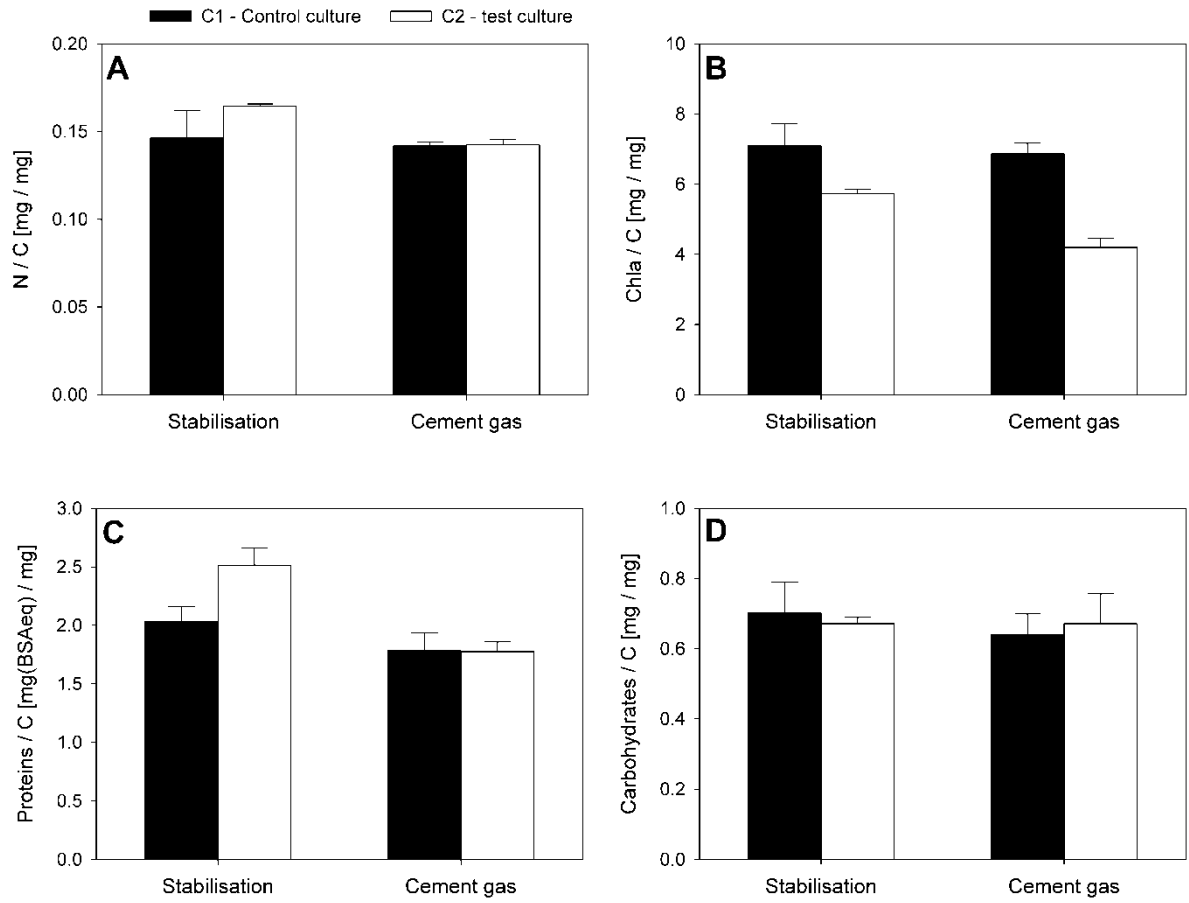 C1 - Control culture C2 - test culture
A
N / C [mg / mg]
0.20
0.15
0.10
0.05
0.00
Stabilisation Cement gas
B
Chla / C [mg / mg]
10
8
6
4
2
0
Stabilisation Cement gas
C
Proteins / C [mg(BSAeq) / mg]
3.0
2.5
2.0
1.5
1.0
0.5
0.0
Stabilisation Cement gas
D
Carbohydrates / C [mg / mg]
1.0
0.8
0.6
0.4
0.2
0.0
Stabilisation Cement gas